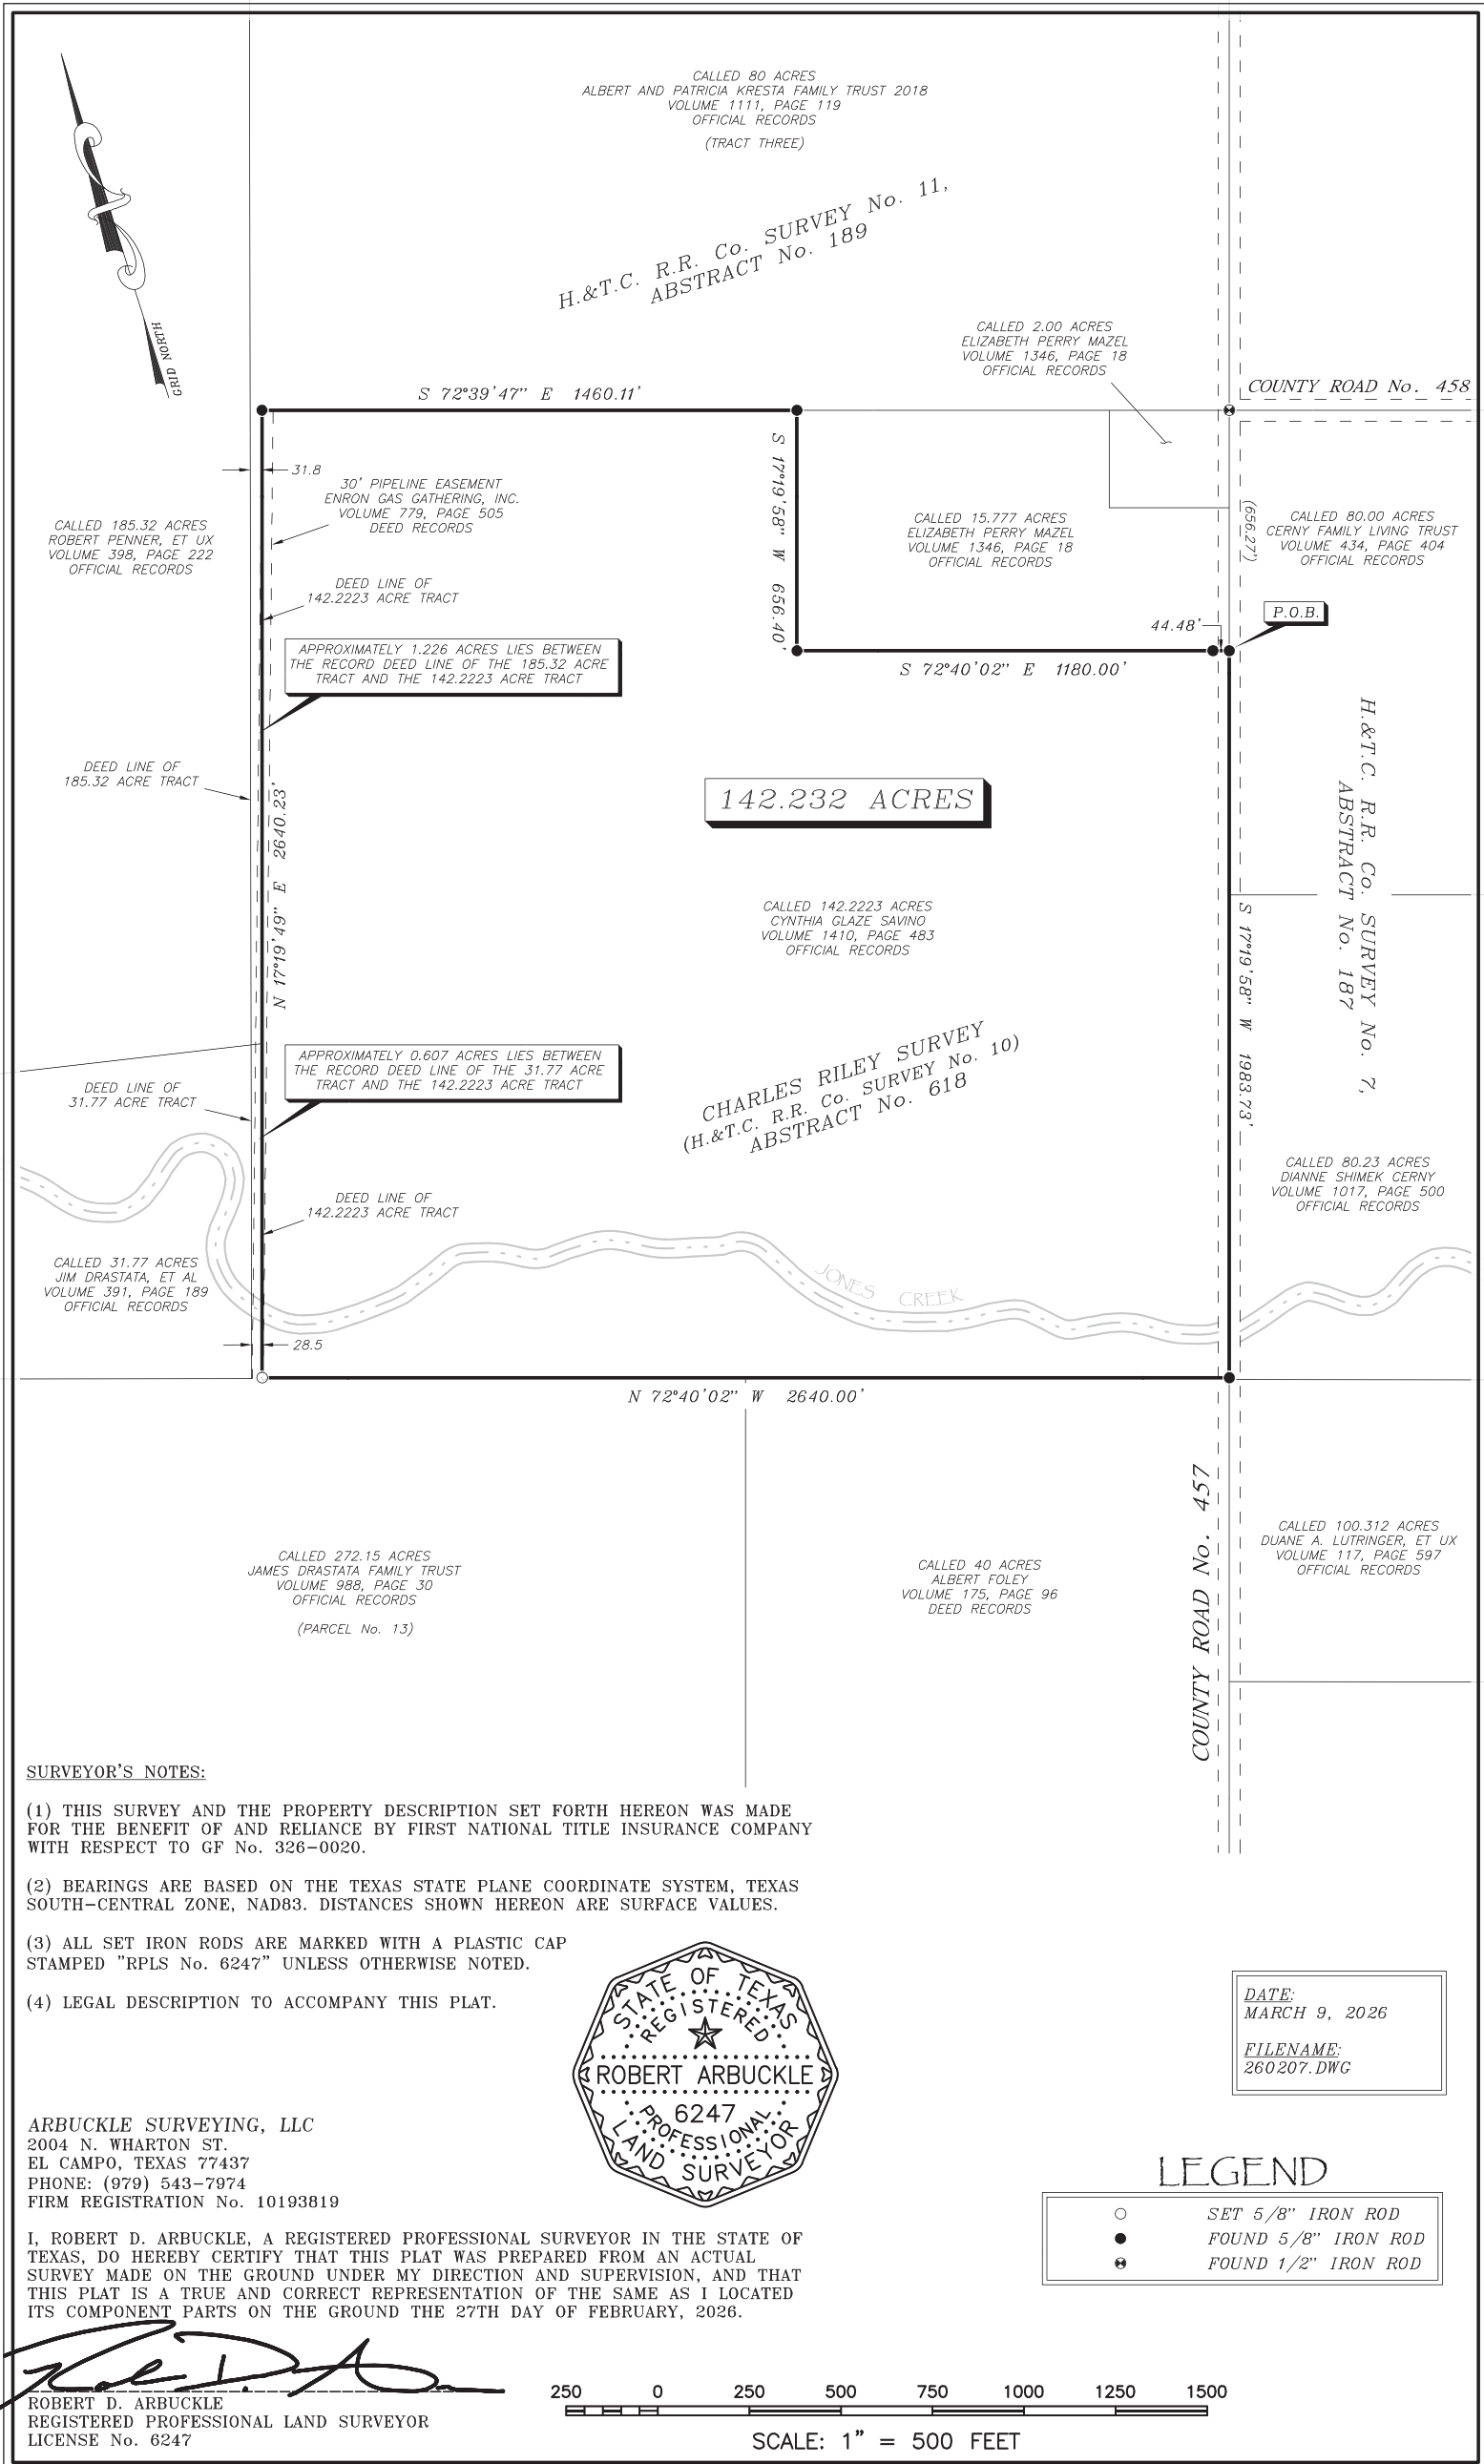 CALLED 80 ACRES
ALBERT AND PATRICIA KRESTA FAMILY TRUST 2018
VOLUME 1111, PAGE 119
OFFICIAL RECORDS
(TRACT THREE)
H.&T.C. R.R. Co. SURVEY No. 11,
ABSTRACT No. 189
GRID NORTH
CALLED 2.00 ACRES
ELIZABETH PERRY MAZEL
VOLUME 1346, PAGE 18
OFFICIAL RECORDS
COUNTY ROAD No. 458
S 72°39'47" E 1460.11'
31.8
30' PIPELINE EASEMENT
ENRON GAS GATHERING, INC.
VOLUME 779, PAGE 505
DEED RECORDS
S 17°19'58" W 656.40'
CALLED 185.32 ACRES
ROBERT PENNER, ET UX
VOLUME 398, PAGE 222
OFFICIAL RECORDS
CALLED 15.777 ACRES
ELIZABETH PERRY MAZEL
VOLUME 1346, PAGE 18
OFFICIAL RECORDS
(656.27')
CALLED 80.00 ACRES
CERNY FAMILY LIVING TRUST
VOLUME 434, PAGE 404
OFFICIAL RECORDS
DEED LINE OF
142.2223 ACRE TRACT
P.O.B.
44.48'
APPROXIMATELY 1.226 ACRES LIES BETWEEN
THE RECORD DEED LINE OF THE 185.32 ACRE
TRACT AND THE 142.2223 ACRE TRACT
S 72°40'02" E 1180.00'
H.&T.C. R.R. Co. SURVEY No. 7,
ABSTRACT No. 187
DEED LINE OF
185.32 ACRE TRACT
142.232 ACRES
N 17°19'49" E 2640.23'
CALLED 142.2223 ACRES
CYNTHIA GLAZE SAVINO
VOLUME 1410, PAGE 483
OFFICIAL RECORDS
S 17°19'58" W 1983.73'
CHARLES RILEY SURVEY
(H.&T.C. R.R. Co. SURVEY No. 10)
ABSTRACT No. 618
APPROXIMATELY 0.607 ACRES LIES BETWEEN
THE RECORD DEED LINE OF THE 31.77 ACRE
TRACT AND THE 142.2223 ACRE TRACT
DEED LINE OF
31.77 ACRE TRACT
CALLED 80.23 ACRES
DIANNE SHIMEK CERNY
VOLUME 1017, PAGE 500
OFFICIAL RECORDS
DEED LINE OF
142.2223 ACRE TRACT
CALLED 31.77 ACRES
JIM DRASTATA, ET AL
VOLUME 391, PAGE 189
OFFICIAL RECORDS
JONES CREEK
28.5
N 72°40'02" W 2640.00'
COUNTY ROAD No. 457
CALLED 100.312 ACRES
DUANE A. LUTRINGER, ET UX
VOLUME 117, PAGE 597
OFFICIAL RECORDS
CALLED 272.15 ACRES
JAMES DRASTATA FAMILY TRUST
VOLUME 988, PAGE 30
OFFICIAL RECORDS
(PARCEL No. 13)
CALLED 40 ACRES
ALBERT FOLEY
VOLUME 175, PAGE 96
DEED RECORDS
SURVEYOR'S NOTES:
(1) THIS SURVEY AND THE PROPERTY DESCRIPTION SET FORTH HEREON WAS MADE
FOR THE BENEFIT OF AND RELIANCE BY FIRST NATIONAL TITLE INSURANCE COMPANY
WITH RESPECT TO GF No. 326-0020.
(2) BEARINGS ARE BASED ON THE TEXAS STATE PLANE COORDINATE SYSTEM, TEXAS
SOUTH-CENTRAL ZONE, NAD83. DISTANCES SHOWN HEREON ARE SURFACE VALUES.
(3) ALL SET IRON RODS ARE MARKED WITH A PLASTIC CAP
STAMPED "RPLS No. 6247" UNLESS OTHERWISE NOTED.
(4) LEGAL DESCRIPTION TO ACCOMPANY THIS PLAT.
STATE OF TEXAS
REGISTERED
ROBERT ARBUCKLE
6247
PROFESSIONAL
LAND SURVEYOR
DATE:
MARCH 9, 2026
FILENAME:
260207.DWG
ARBUCKLE SURVEYING, LLC
2004 N. WHARTON ST.
EL CAMPO, TEXAS 77437
PHONE: (979) 543-7974
FIRM REGISTRATION No. 10193819
LEGEND
SET 5/8" IRON ROD
FOUND 5/8" IRON ROD
FOUND 1/2" IRON ROD
I, ROBERT D. ARBUCKLE, A REGISTERED PROFESSIONAL SURVEYOR IN THE STATE OF
TEXAS, DO HEREBY CERTIFY THAT THIS PLAT WAS PREPARED FROM AN ACTUAL
SURVEY MADE ON THE GROUND UNDER MY DIRECTION AND SUPERVISION, AND THAT
THIS PLAT IS A TRUE AND CORRECT REPRESENTATION OF THE SAME AS I LOCATED
ITS COMPONENT PARTS ON THE GROUND THE 27TH DAY OF FEBRUARY, 2026.
ROBERT D. ARBUCKLE
REGISTERED PROFESSIONAL LAND SURVEYOR
LICENSE No. 6247
250 0 250 500 750 1000 1250 1500
SCALE: 1" = 500 FEET